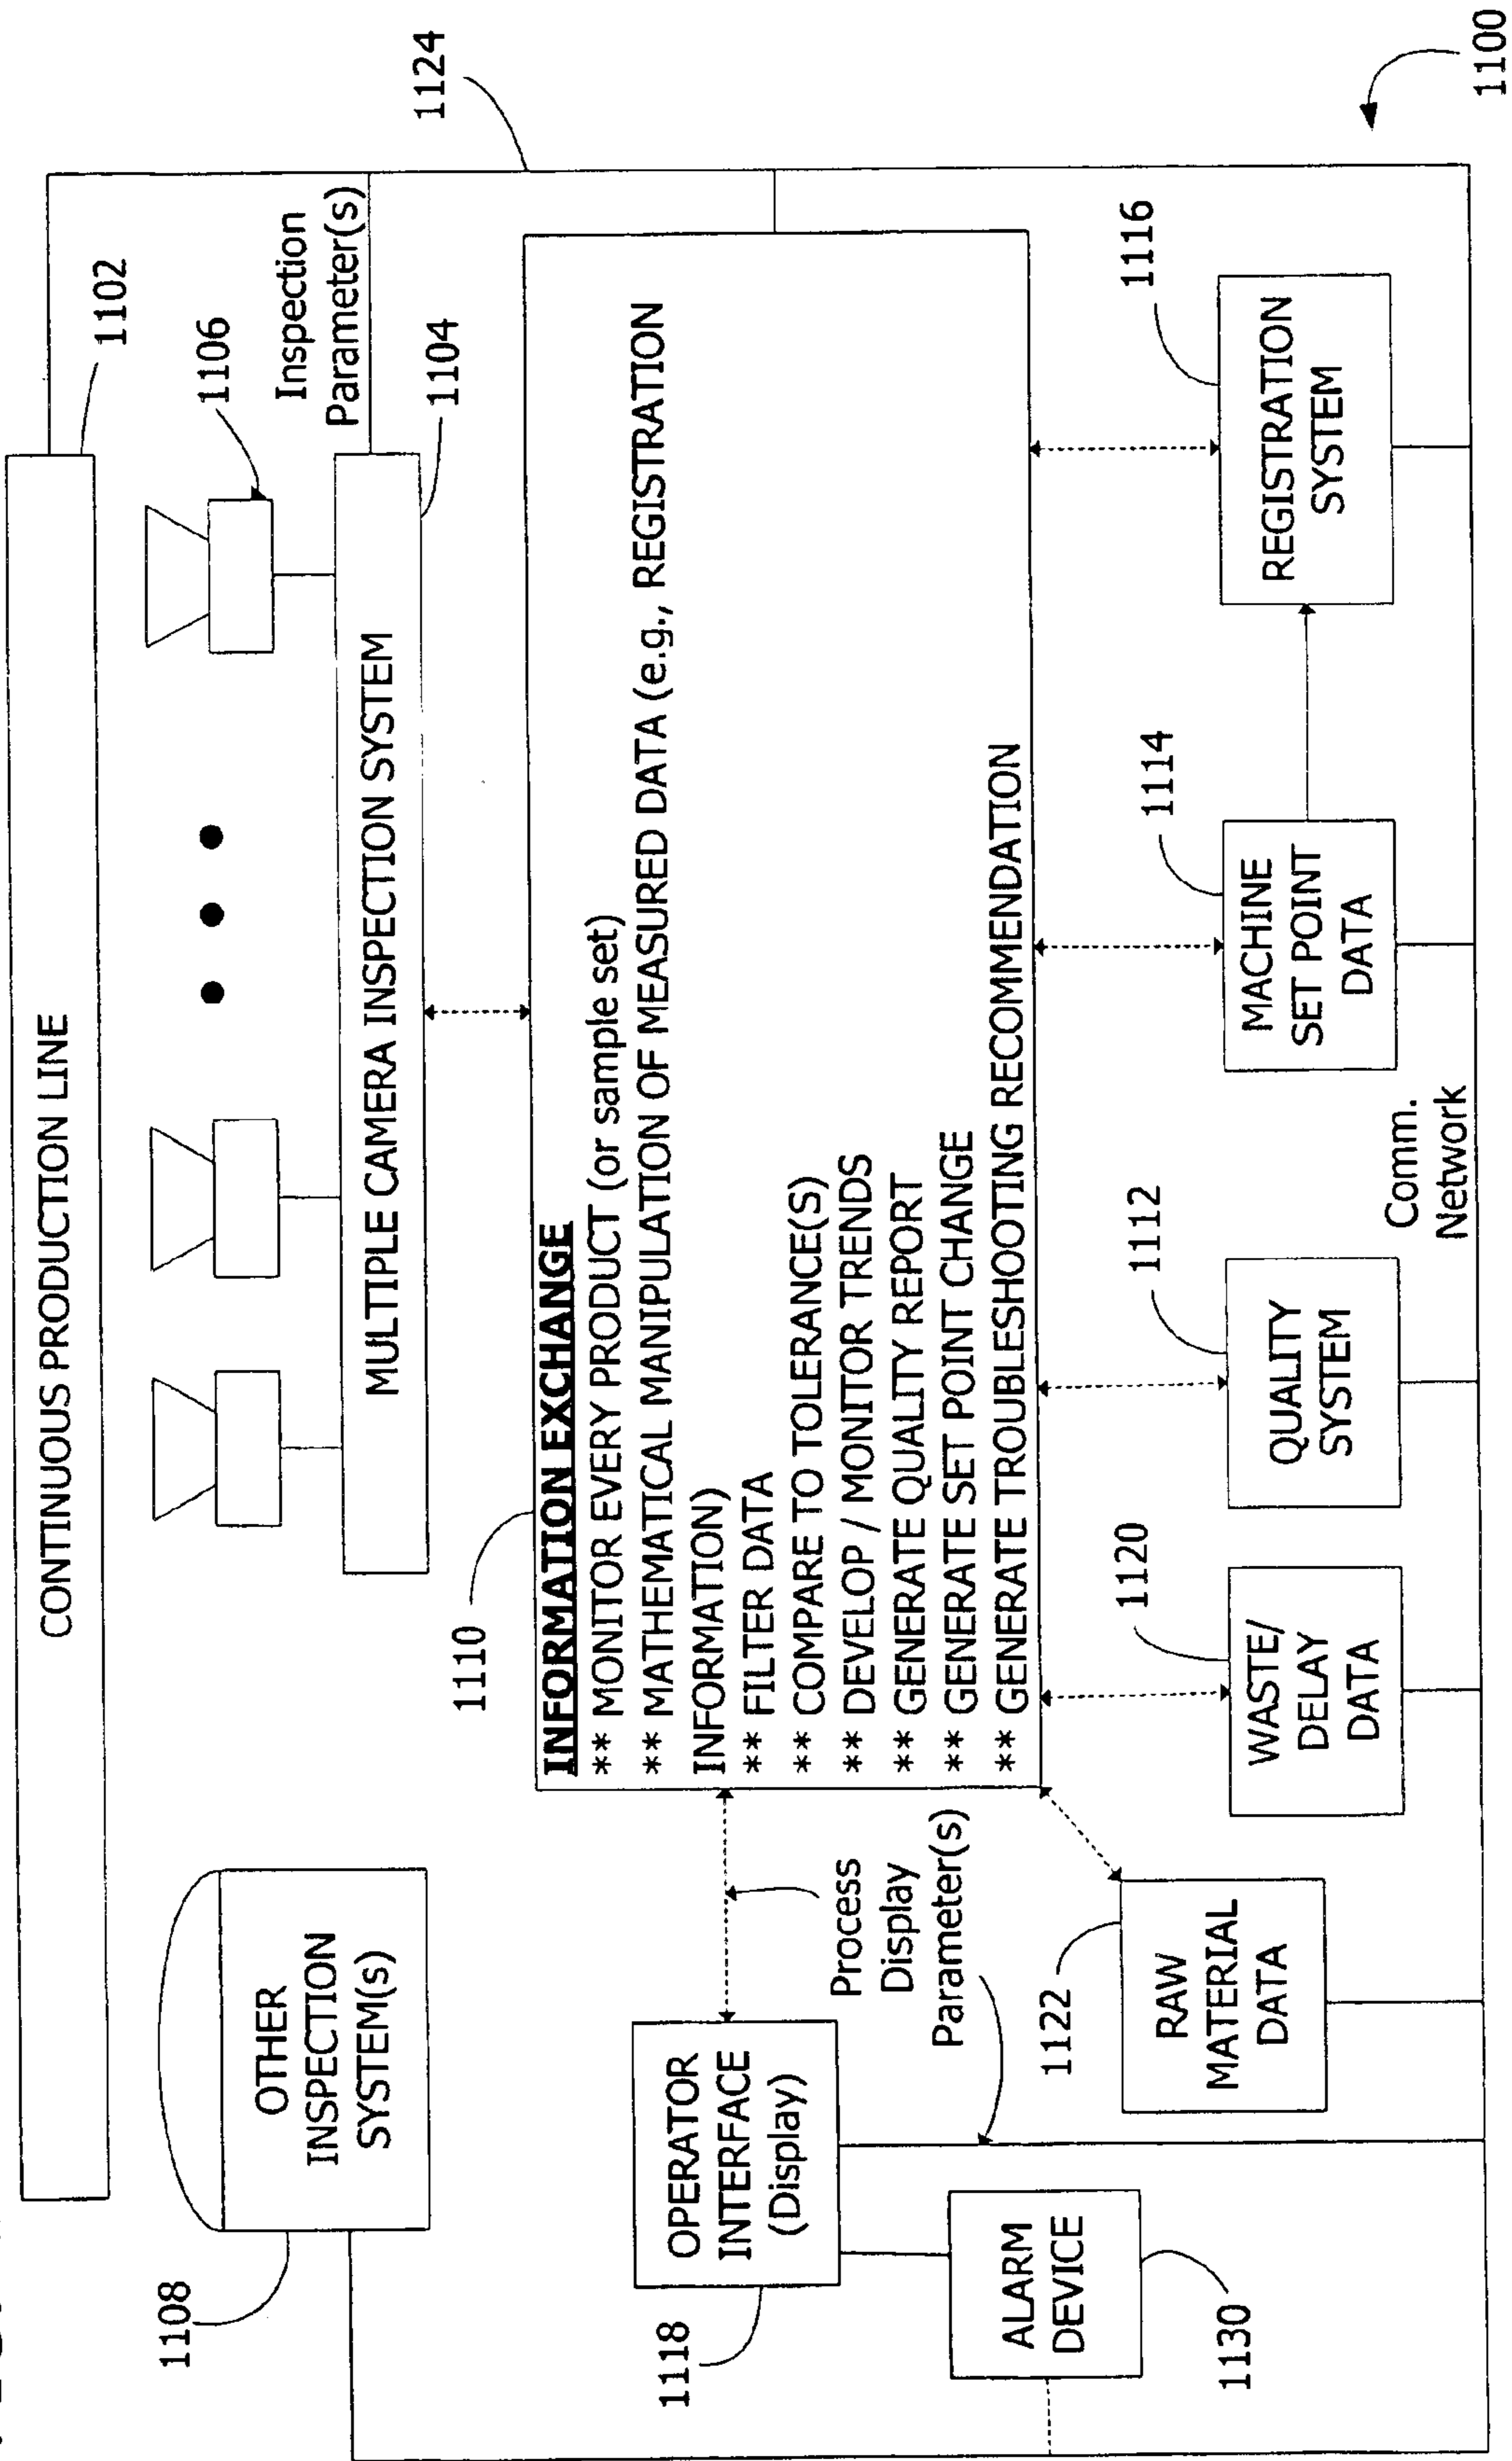 CONTINUOUS PRODUCTION LINE
1102
1106
Inspection
Parameter(s)
1124
1108
OTHER
INSPECTION
SYSTEM(s)
MULTIPLE CAMERA INSPECTION SYSTEM
1104
1110
INFORMATION EXCHANGE
** MONITOR EVERY PRODUCT (or sample set)
** MATHEMATICAL MANIPULATION OF MEASURED DATA (e.g., REGISTRATION
INFORMATION)
** FILTER DATA
** COMPARE TO TOLERANCE(S)
** DEVELOP / MONITOR TRENDS
** GENERATE QUALITY REPORT
** GENERATE SET POINT CHANGE
** GENERATE TROUBLESHOOTING RECOMMENDATION
1118
OPERATOR
INTERFACE
(Display)
Process
Display
Parameter(s)
ALARM
DEVICE
1130
1122
RAW
MATERIAL
DATA
1120
WASTE/
DELAY
DATA
1112
QUALITY
SYSTEM
Comm.
Network
1114
MACHINE
SET POINT
DATA
1116
REGISTRATION
SYSTEM
1100